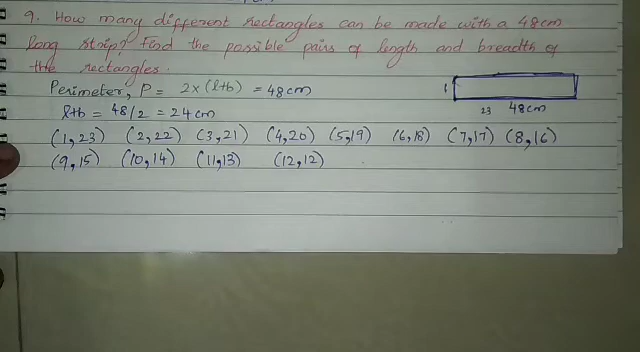 9. How many different rectangles can be made with a 48cm
long strip? Find the possible pairs of length and breadth of
the rectangles.
Perimeter, P = 2x (l+b) = 48cm
l+b = 48/2 = 24cm
1
23 48cm
(1,23) (2,22) (3,21) (4,20) (5,19) (6,18) (7,17) (8,16)
(9,15) (10,14) (11,13) (12,12)